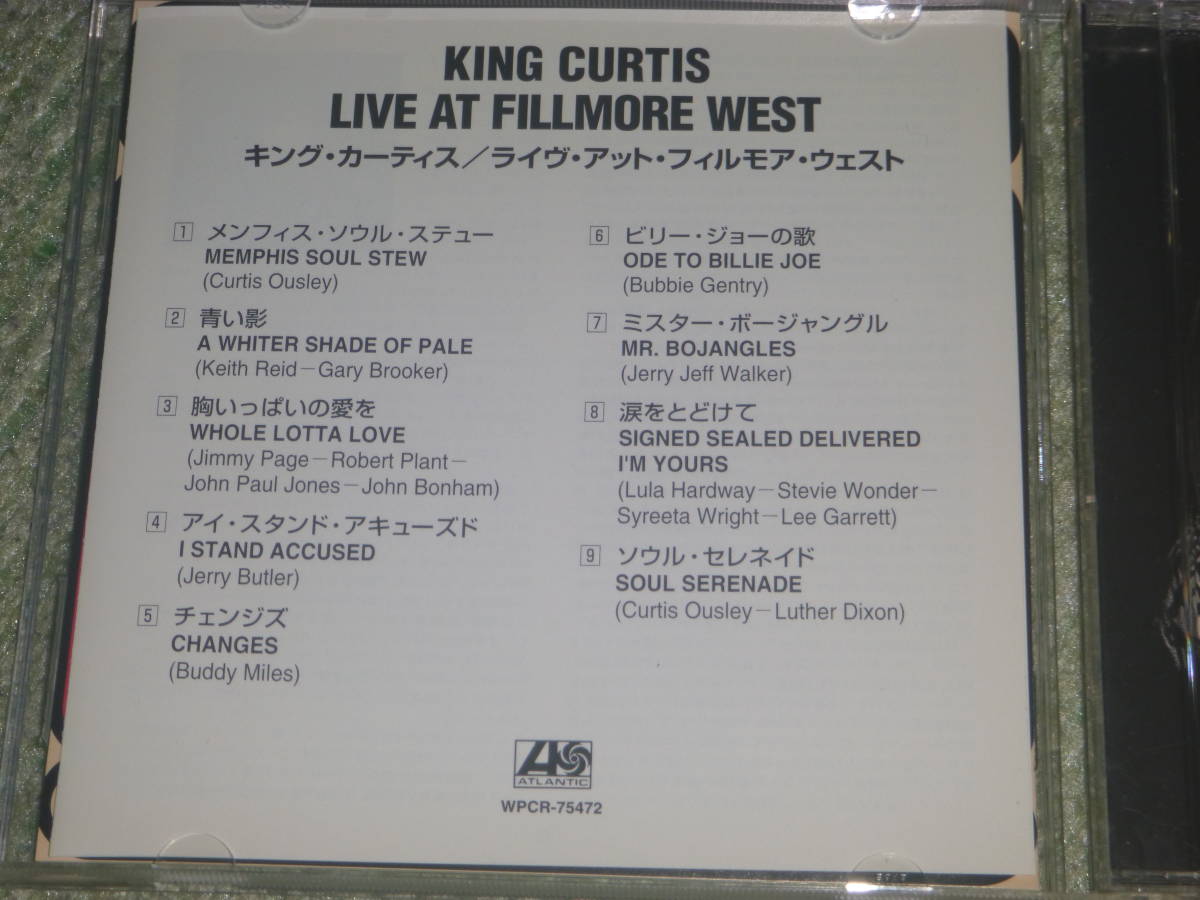 KING CURTIS
LIVE AT FILLMORE WEST
キング・カーティス／ライヴ・アット・フィルモア・ウェスト
1 メンフィス・ソウル・ステュー
MEMPHIS SOUL STEW
(Curtis Ousley)
2 青い影
A WHITER SHADE OF PALE
(Keith Reid－Gary Brooker)
3 胸いっぱいの愛を
WHOLE LOTTA LOVE
(Jimmy Page－Robert Plant－
John Paul Jones－John Bonham)
4 アイ・スタンド・アキューズド
I STAND ACCUSED
(Jerry Butler)
5 チェンジズ
CHANGES
(Buddy Miles)
6 ビリー・ジョーの歌
ODE TO BILLIE JOE
(Bubbie Gentry)
7 ミスター・ボージャングル
MR. BOJANGLES
(Jerry Jeff Walker)
8 涙をとどけて
SIGNED SEALED DELIVERED
I'M YOURS
(Lula Hardway－Stevie Wonder－
Syreeta Wright－Lee Garrett)
9 ソウル・セレネイド
SOUL SERENADE
(Curtis Ousley－Luther Dixon)
ATLANTIC
WPCR-75472